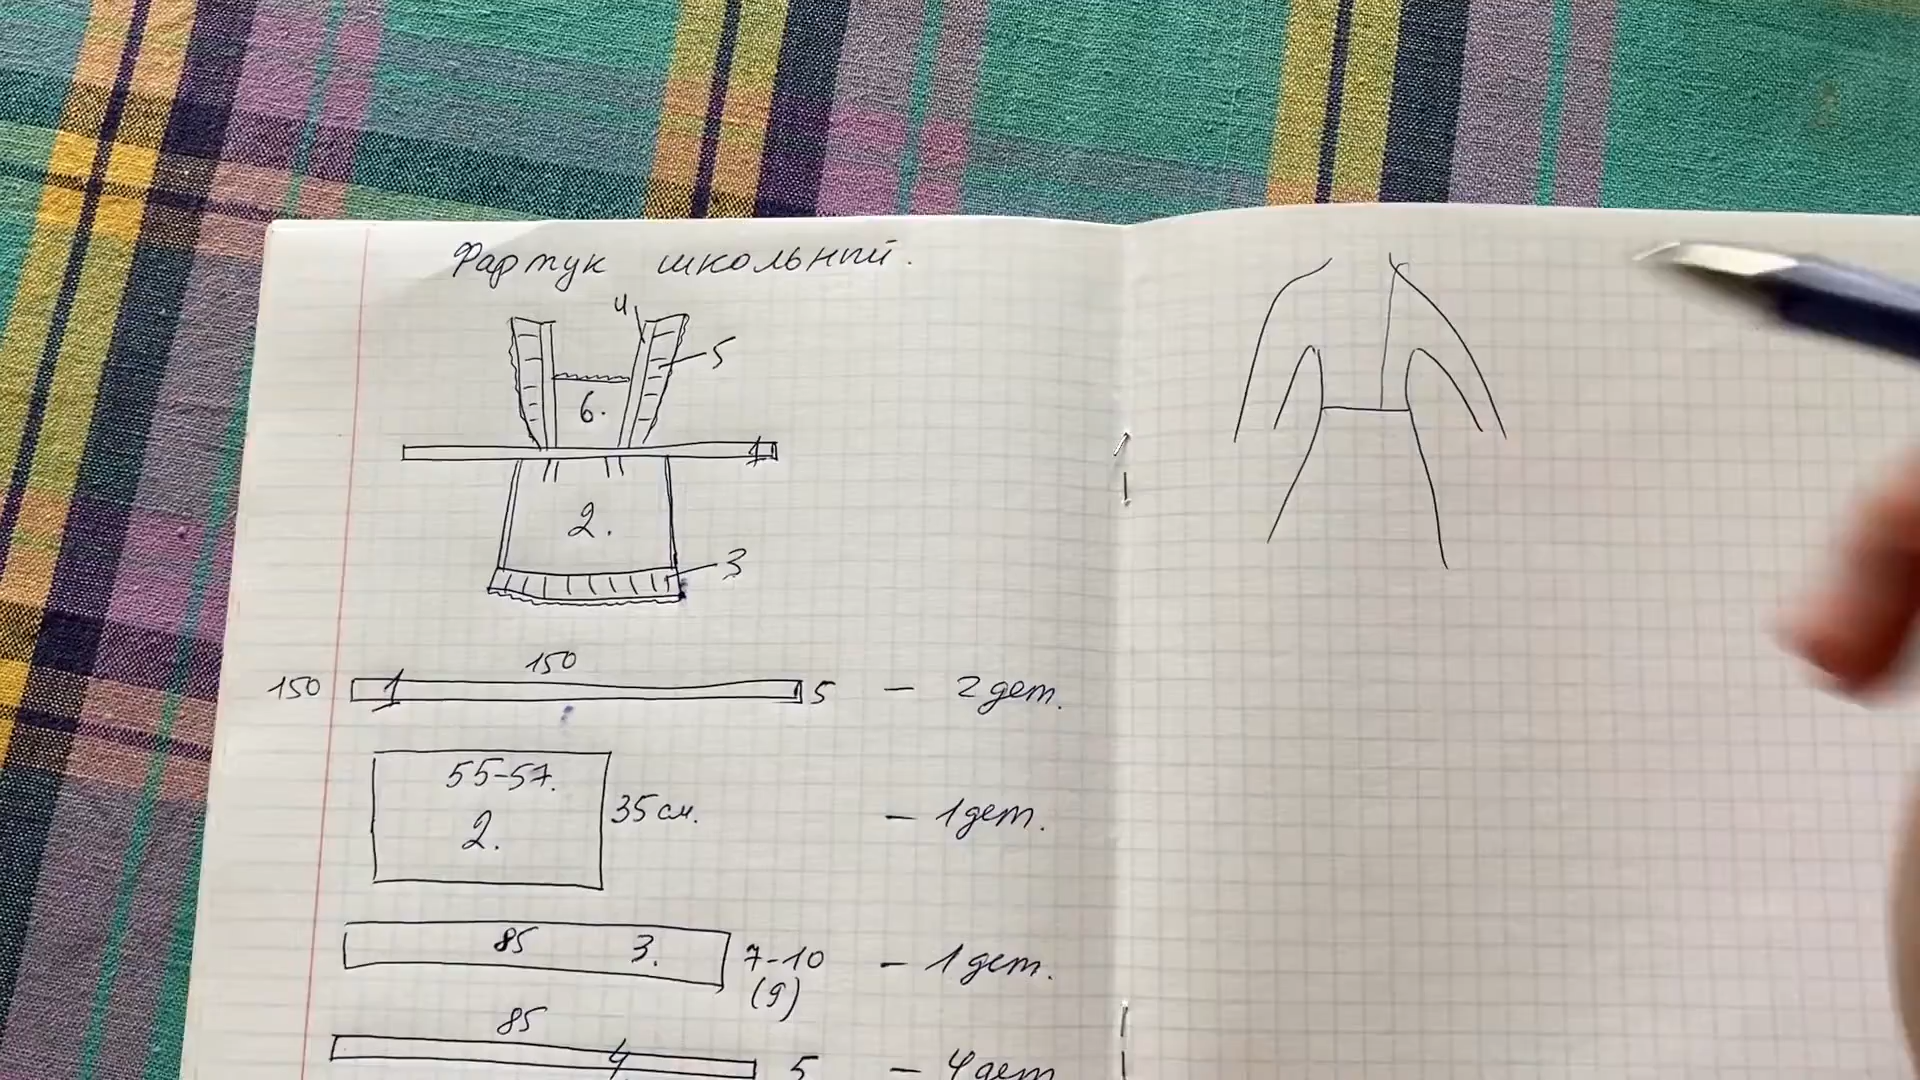 Фартук школьный.
4
5
6.
1
2.
3
150
150 1 5 - 2 дет.
55-57.
2.
35 см. - 1 дет.
85 3. 7-10 - 1 дет.
(9)
85
4 5 - 4 дет